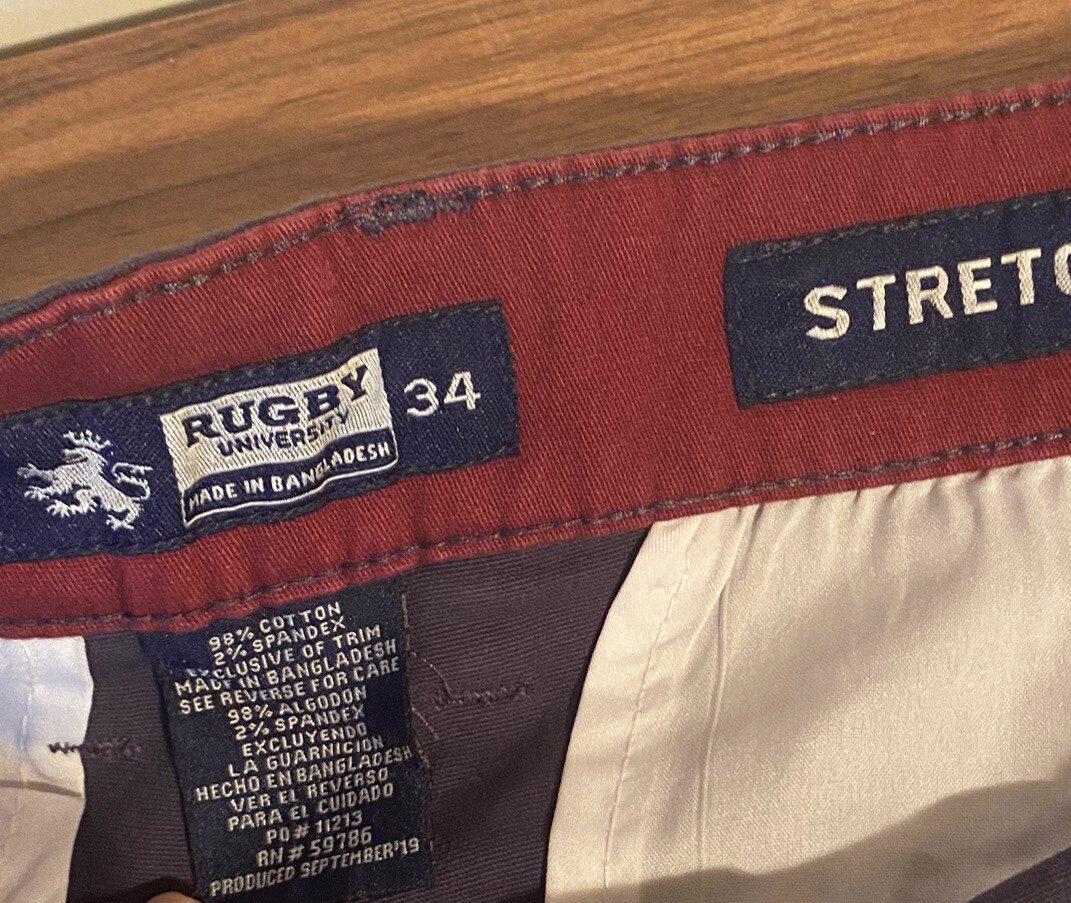 STRETC
RUGBY
UNIVERSITY
MADE IN BANGLADESH
34
98% COTTON
2% SPANDEX
EXCLUSIVE OF TRIM
MADE IN BANGLADESH
SEE REVERSE FOR CARE
98% ALGODON
2% SPANDEX
EXCLUYENDO
LA GUARNICION
HECHO EN BANGLADESH
VER EL REVERSO
PARA EL CUIDADO
PO# 11213
RN# 59786
PRODUCED SEPTEMBER'19